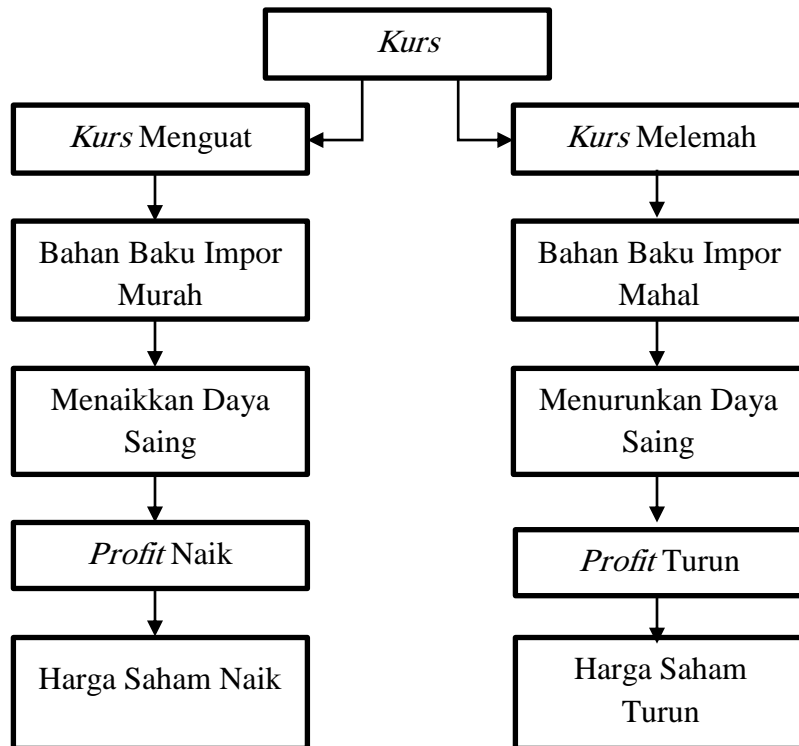 Kurs
Kurs Menguat
Bahan Baku Impor
Murah
Menaikkan Daya
Saing
Profit Naik
Harga Saham Naik
Kurs Melemah
Bahan Baku Impor
Mahal
Menurunkan Daya
Saing
Profit Turun
Harga Saham
Turun